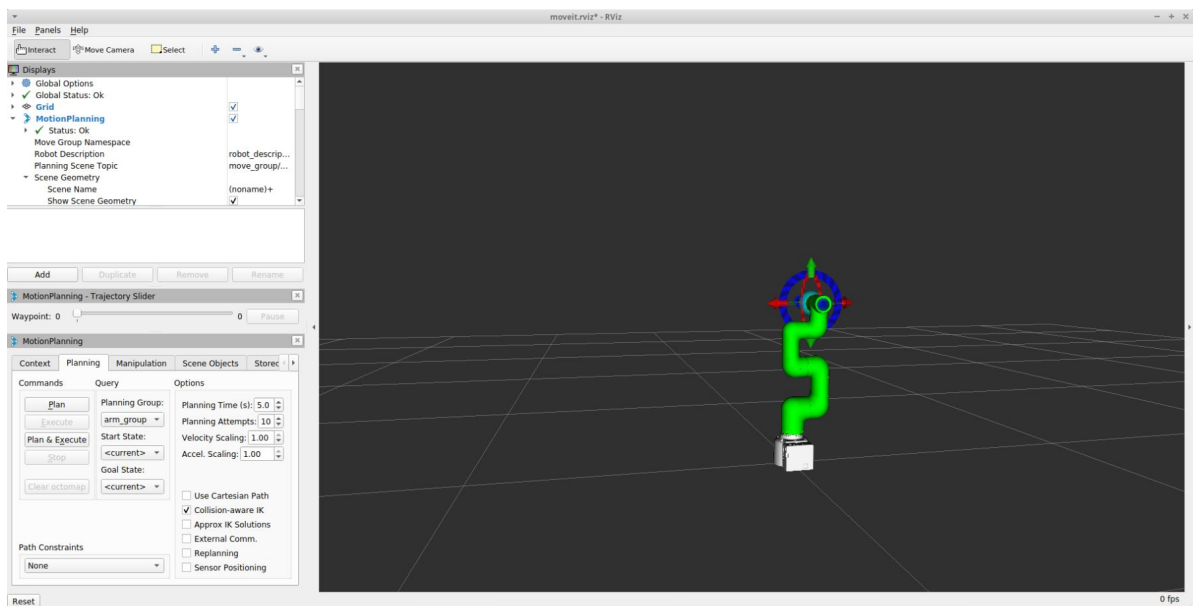 moveit.rviz* - RViz
File Panels Help
Interact Move Camera Select
Displays
Global Options
Global Status: Ok
Grid
MotionPlanning
Status: Ok
Move Group Namespace
Robot Description robot_descrip...
Planning Scene Topic move_group/...
Scene Geometry
Scene Name (noname)+
Show Scene Geometry
Add Duplicate Remove Rename
MotionPlanning - Trajectory Slider
Waypoint: 0 0 Pause
MotionPlanning
Context Planning Manipulation Scene Objects Stored
Commands Query Options
Plan Planning Group: Planning Time (s): 5.0
Execute arm_group Planning Attempts: 10
Plan & Execute Start State: Velocity Scaling: 1.00
Stop <current> Accel. Scaling: 1.00
Goal State:
Clear octomap <current>
Use Cartesian Path
Collision-aware IK
Approx IK Solutions
External Comm.
Path Constraints Replanning
None Sensor Positioning
Reset 0 fps